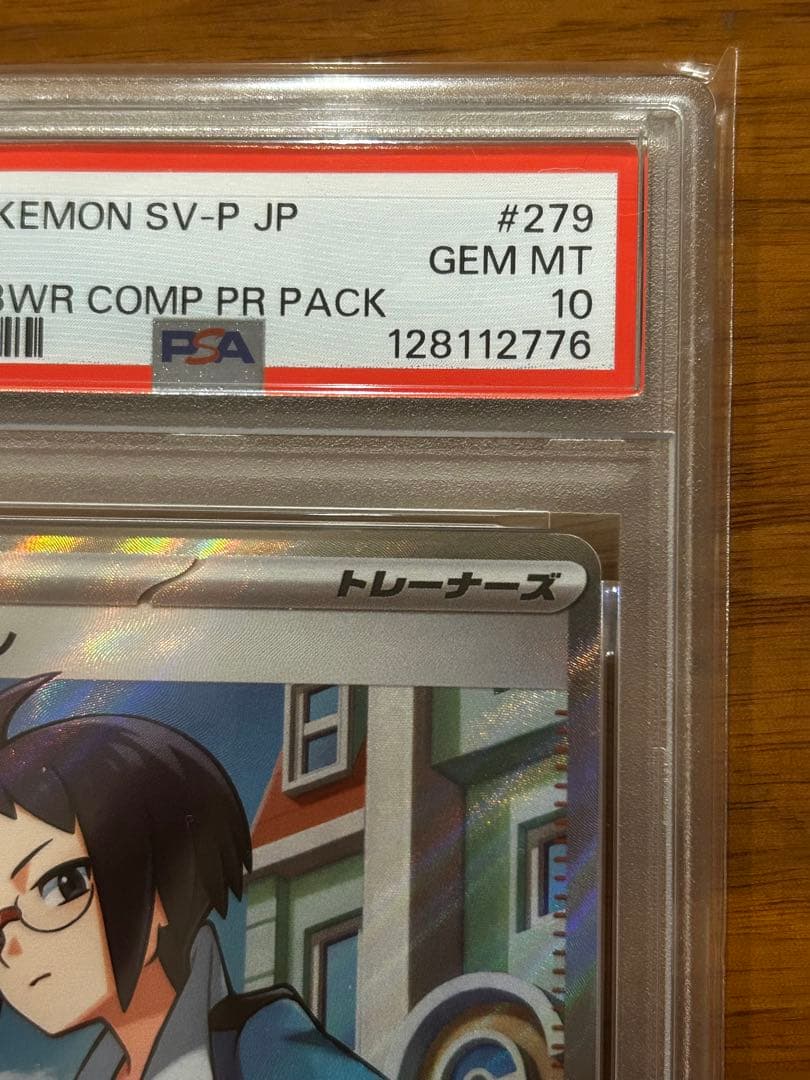 KEMON SV-P JP #279
GEM MT
BWR COMP PR PACK 10
PSA 128112776
トレーナーズ